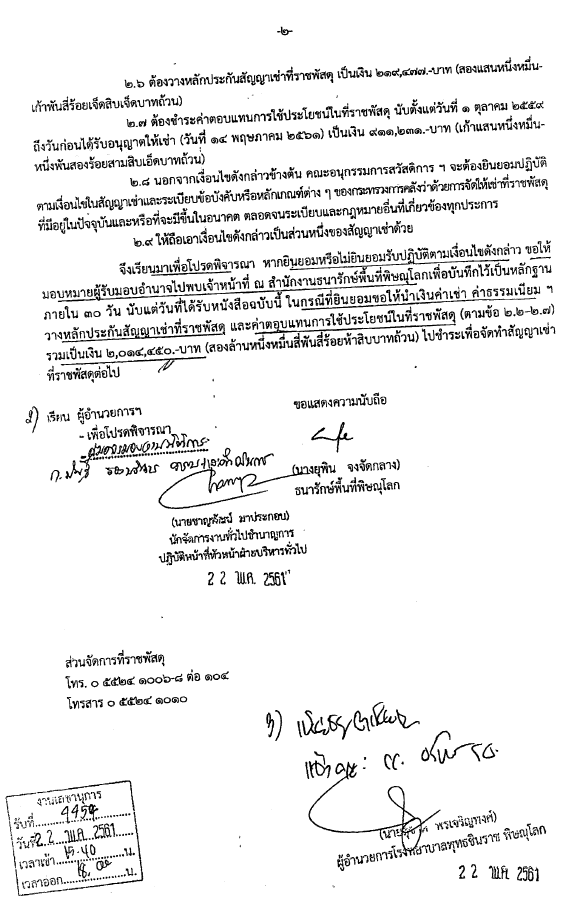 -๒-
๒.๖ ต้องวางหลักประกันสัญญาเช่าที่ราชพัสดุ เป็นเงิน ๒๑๙,๔๗๗.-บาท (สองแสนหนึ่งหมื่น-
เก้าพันสี่ร้อยเจ็ดสิบเจ็ดบาทถ้วน)
๒.๗ ต้องชำระค่าตอบแทนการใช้ประโยชน์ในที่ราชพัสดุ นับตั้งแต่วันที่ ๑ ตุลาคม ๒๕๕๙
ถึงวันก่อนได้รับอนุญาตให้เช่า (วันที่ ๑๔ พฤษภาคม ๒๕๖๑) เป็นเงิน ๙๑๑,๒๓๑.-บาท (เก้าแสนหนึ่งหมื่น-
หนึ่งพันสองร้อยสามสิบเอ็ดบาทถ้วน)
๒.๘ นอกจากเงื่อนไขดังกล่าวข้างต้น คณะอนุกรรมการสวัสดิการ ฯ จะต้องยินยอมปฏิบัติ
ตามเงื่อนไขในสัญญาเช่าและระเบียบข้อบังคับหรือหลักเกณฑ์ต่าง ๆ ของกระทรวงการคลังว่าด้วยการจัดให้เช่าที่ราชพัสดุ
ที่มีอยู่ในปัจจุบันและหรือที่จะมีขึ้นในอนาคต ตลอดจนระเบียบและกฎหมายอื่นที่เกี่ยวข้องทุกประการ
๒.๙ ให้ถือเอาเงื่อนไขดังกล่าวเป็นส่วนหนึ่งของสัญญาเช่าด้วย
จึงเรียนมาเพื่อโปรดพิจารณา หากยินยอมหรือไม่ยินยอมรับปฏิบัติตามเงื่อนไขดังกล่าว ขอให้
มอบหมายผู้รับมอบอำนาจไปพบเจ้าหน้าที่ ณ สำนักงานธนารักษ์พื้นที่พิษณุโลกเพื่อบันทึกไว้เป็นหลักฐาน
ภายใน ๓๐ วัน นับแต่วันที่ได้รับหนังสือฉบับนี้ ในกรณีที่ยินยอมขอให้นำเงินค่าเช่า ค่าธรรมเนียม ฯ
วางหลักประกันสัญญาเช่าที่ราชพัสดุ และค่าตอบแทนการใช้ประโยชน์ในที่ราชพัสดุ (ตามข้อ ๒.๒-๒.๗)
รวมเป็นเงิน ๒,๐๑๔,๔๕๐.-บาท (สองล้านหนึ่งหมื่นสี่พันสี่ร้อยห้าสิบบาทถ้วน) ไปชำระเพื่อจัดทำสัญญาเช่า
ที่ราชพัสดุต่อไป
ขอแสดงความนับถือ
(นางยุพิน จงจัดกลาง)
ธนารักษ์พื้นที่พิษณุโลก
2) เรียน ผู้อำนวยการฯ
- เพื่อโปรดพิจารณา
(นายชาญวัฒน์ มาประกอบ)
นักจัดการงานทั่วไปชำนาญการ
ปฏิบัติหน้าที่หัวหน้าฝ่ายบริหารทั่วไป
22 พ.ค. 2561
ส่วนจัดการที่ราชพัสดุ
โทร. ๐ ๕๕๒๔ ๑๐๐๖-๘ ต่อ ๑๐๔
โทรสาร ๐ ๕๕๒๔ ๑๐๑๐
3)
พรเจริญพงศ์)
ผู้อำนวยการโรงพยาบาลพุทธชินราช พิษณุโลก
22 พ.ค. 2561
งานเลขานุการ
รับที่
วันที่ 22 พ.ค. 2561
เวลาเข้า 15.40 น.
เวลาออก น.